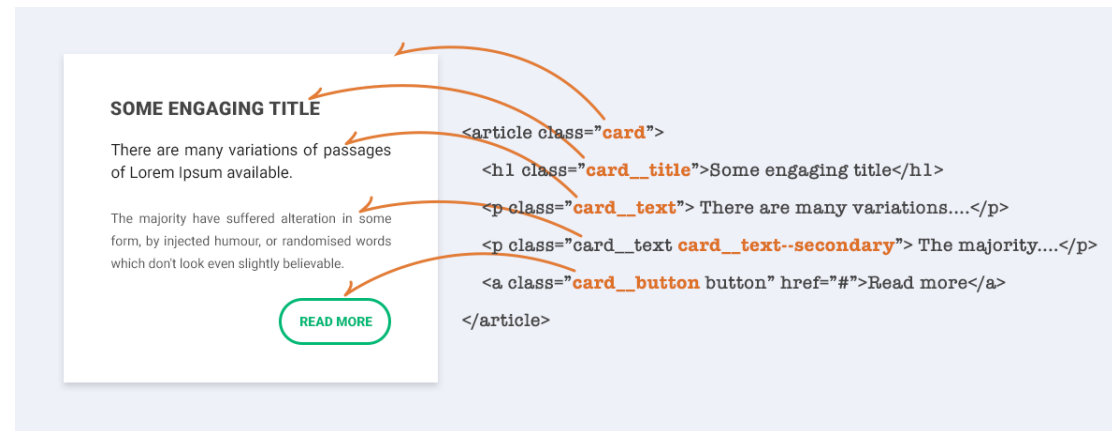 SOME ENGAGING TITLE
There are many variations of passages
of Lorem Ipsum available.
The majority have suffered alteration in some
form, by injected humour, or randomised words
which don't look even slightly believable.
READ MORE
<article class="card">
<h1 class="card__title">Some engaging title</h1>
<p class="card__text"> There are many variations....</p>
<p class="card__text card__text--secondary"> The majority....</p>
<a class="card__button button" href="#">Read more</a>
</article>